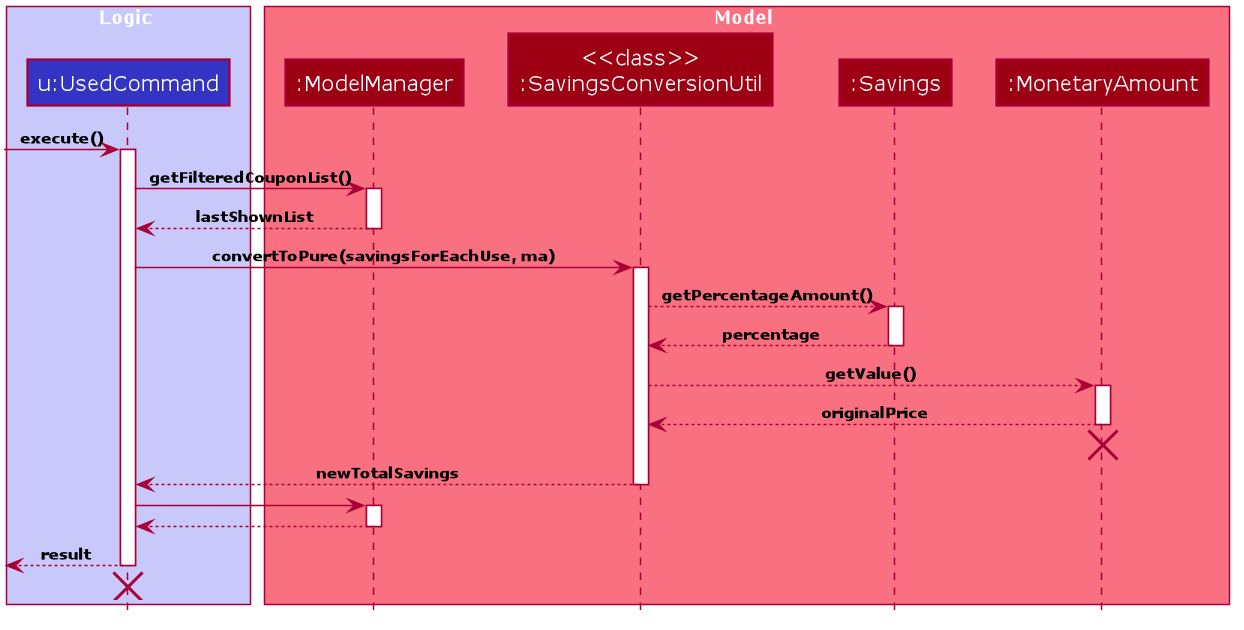 Logic
Model
u:UsedCommand
:ModelManager
<<class>>
:SavingsConversionUtil
:Savings
:MonetaryAmount
execute()
getFilteredCouponList()
lastShownList
convertToPure(savingsForEachUse, ma)
getPercentageAmount()
percentage
getValue()
originalPrice
newTotalSavings
result